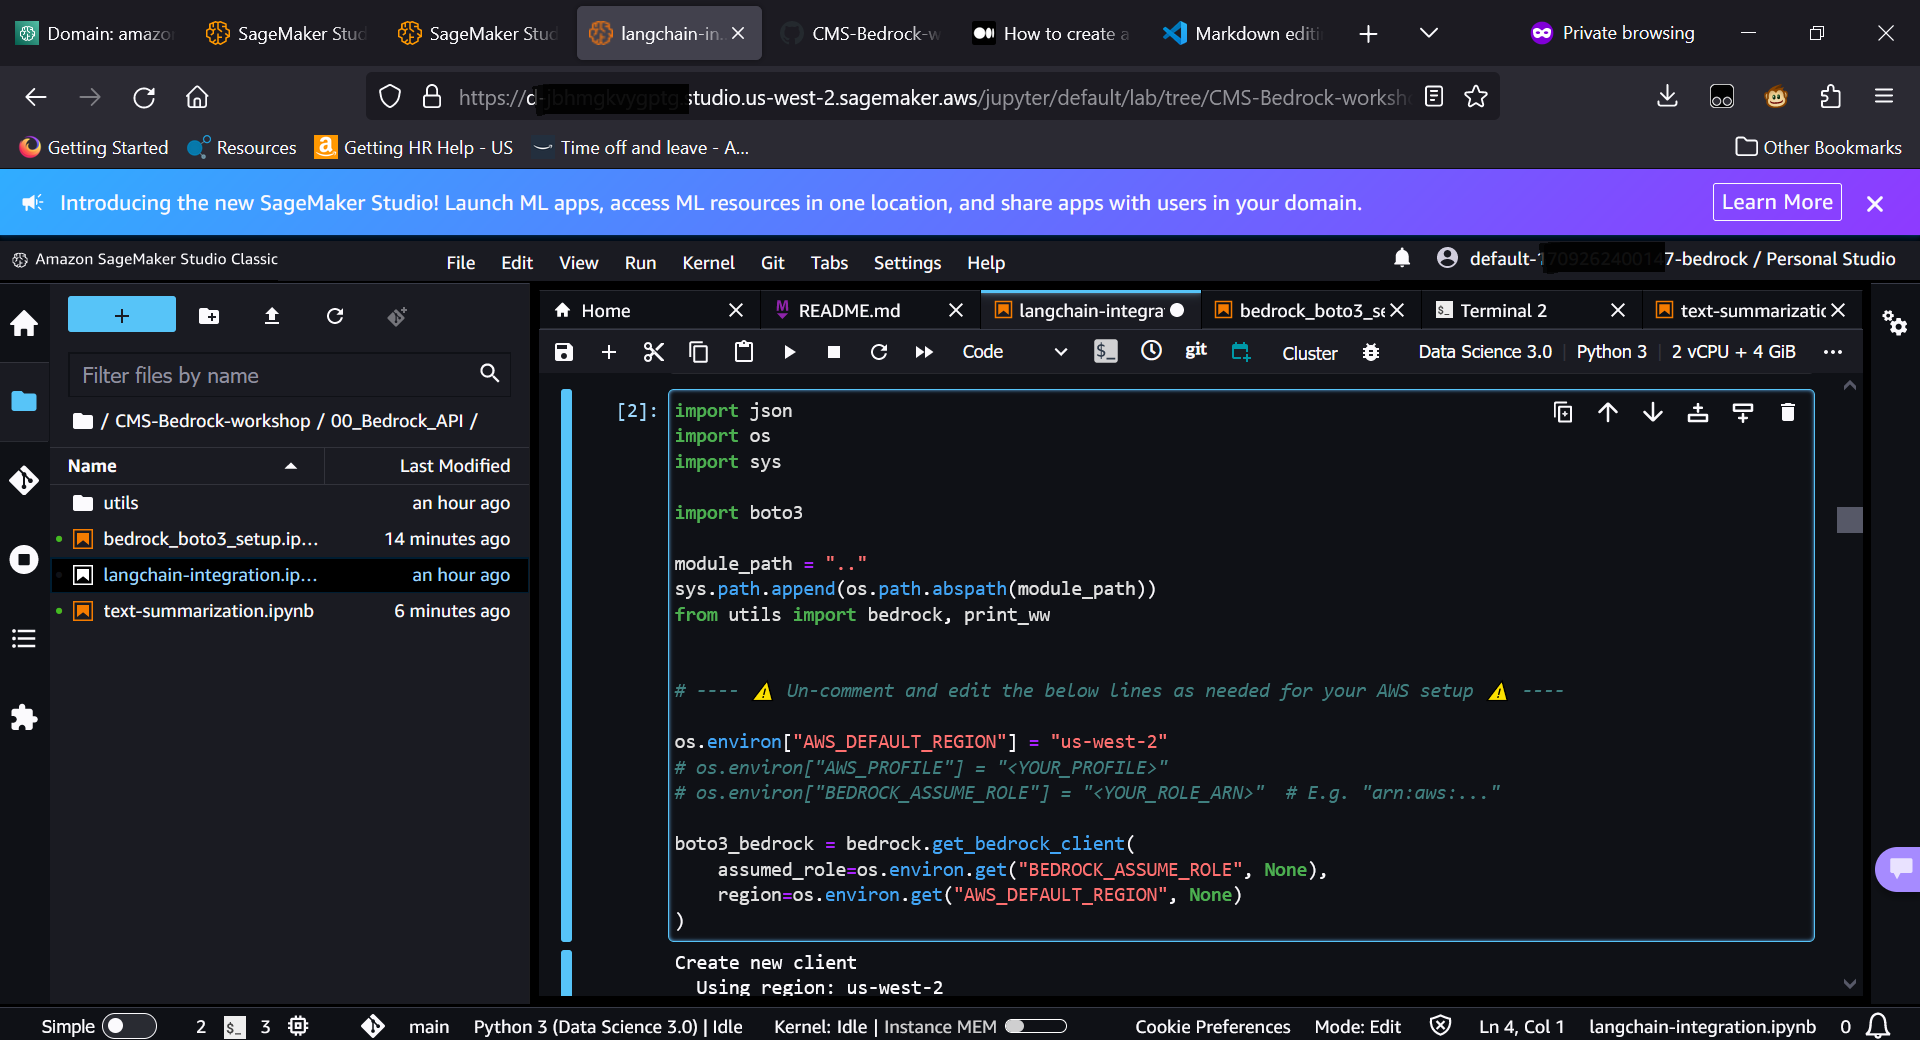 Domain: amazo
SageMaker Stud
SageMaker Stud
langchain-in
CMS-Bedrock-w
How to create a
Markdown editi
Private browsing
studio.us-west-2.sagemaker.aws/jupyter/default/lab/tree/CMS-Bedrock-worksh
Getting Started
Resources
Getting HR Help - US
Time off and leave - A...
Other Bookmarks
Introducing the new SageMaker Studio! Launch ML apps, access ML resources in one location, and share apps with users in your domain.
Learn More
Amazon SageMaker Studio Classic
File Edit View Run Kernel Git Tabs Settings Help
7-bedrock / Personal Studio
Home
README.md
langchain-integra
bedrock_boto3_se
Terminal 2
text-summarizatic
Code
git
Cluster
Data Science 3.0
Python 3
2 vCPU + 4 GiB
Filter files by name
/ CMS-Bedrock-workshop / 00_Bedrock_API /
Name Last Modified
utils an hour ago
bedrock_boto3_setup.ip... 14 minutes ago
langchain-integration.ip... an hour ago
text-summarization.ipynb 6 minutes ago
[2]:
import json
import os
import sys
import boto3
module_path = ".."
sys.path.append(os.path.abspath(module_path))
from utils import bedrock, print_ww
# ---- ⚠️ Un-comment and edit the below lines as needed for your AWS setup ⚠️ ----
os.environ["AWS_DEFAULT_REGION"] = "us-west-2"
# os.environ["AWS_PROFILE"] = "<YOUR_PROFILE>"
# os.environ["BEDROCK_ASSUME_ROLE"] = "<YOUR_ROLE_ARN>"  # E.g. "arn:aws:..."
boto3_bedrock = bedrock.get_bedrock_client(
    assumed_role=os.environ.get("BEDROCK_ASSUME_ROLE", None),
    region=os.environ.get("AWS_DEFAULT_REGION", None)
)
Create new client
  Using region: us-west-2
Simple
2
3
main
Python 3 (Data Science 3.0) | Idle
Kernel: Idle | Instance MEM
Cookie Preferences
Mode: Edit
Ln 4, Col 1
langchain-integration.ipynb
0